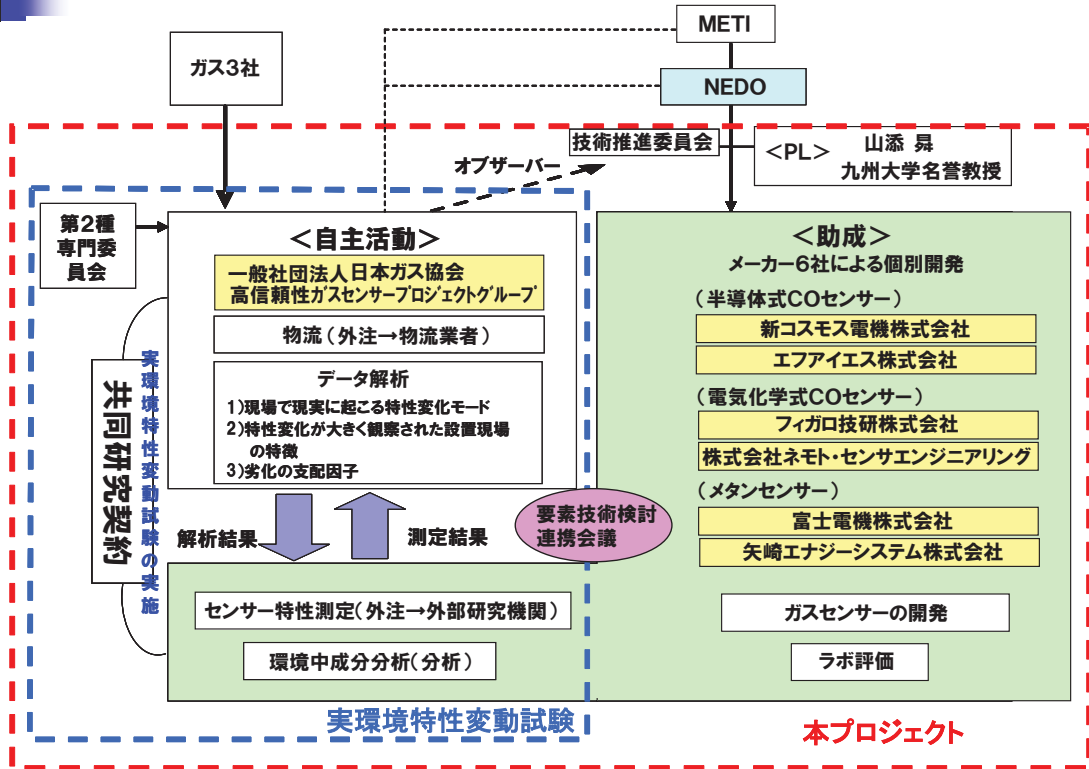 METI
ガス3社
NEDO
技術推進委員会
<PL> 山添 曻
九州大学名誉教授
オブザーバー
第2種
専門委
員会
<自主活動>
一般社団法人日本ガス協会
高信頼性ガスセンサープロジェクトグループ
物流(外注→物流業者)
データ解析
1)現場で現実に起こる特性変化モード
2)特性変化が大きく観察された設置現場
の特徴
3)劣化の支配因子
共同研究契約
実環境特性変動試験の実施
解析結果
測定結果
要素技術検討
連携会議
センサー特性測定(外注→外部研究機関)
環境中成分分析(分析)
実環境特性変動試験
<助成>
メーカー6社による個別開発
(半導体式COセンサー)
新コスモス電機株式会社
エフアイエス株式会社
(電気化学式COセンサー)
フィガロ技研株式会社
株式会社ネモト・センサエンジニアリング
(メタンセンサー)
富士電機株式会社
矢崎エナジーシステム株式会社
ガスセンサーの開発
ラボ評価
本プロジェクト